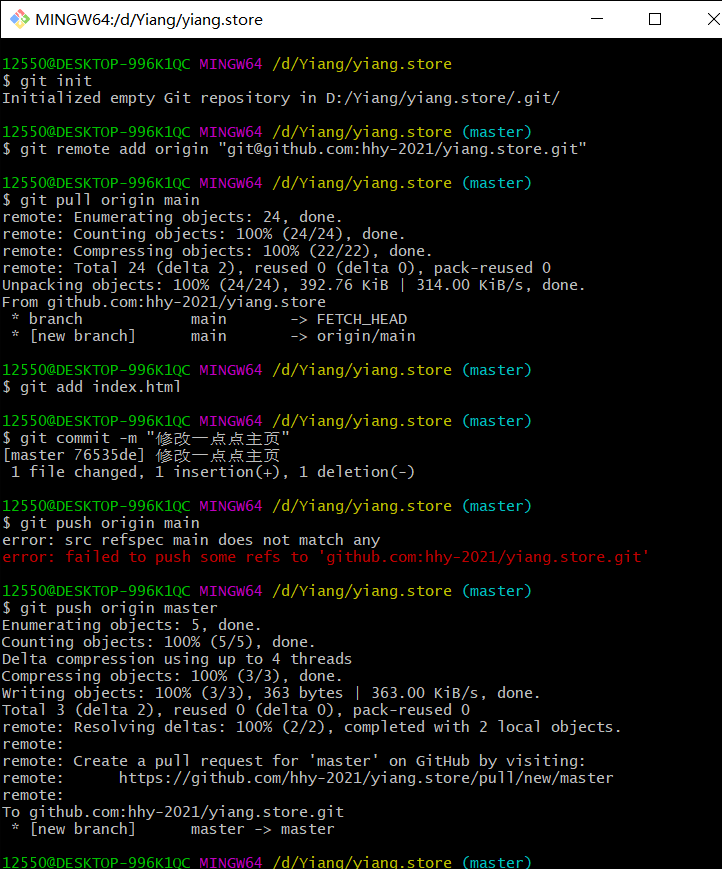 MINGW64:/d/Yiang/yiang.store
12550@DESKTOP-996K1QC MINGW64 /d/Yiang/yiang.store
$ git init
Initialized empty Git repository in D:/Yiang/yiang.store/.git/
12550@DESKTOP-996K1QC MINGW64 /d/Yiang/yiang.store (master)
$ git remote add origin "git@github.com:hhy-2021/yiang.store.git"
12550@DESKTOP-996K1QC MINGW64 /d/Yiang/yiang.store (master)
$ git pull origin main
remote: Enumerating objects: 24, done.
remote: Counting objects: 100% (24/24), done.
remote: Compressing objects: 100% (22/22), done.
remote: Total 24 (delta 2), reused 0 (delta 0), pack-reused 0
Unpacking objects: 100% (24/24), 392.76 KiB | 314.00 KiB/s, done.
From github.com:hhy-2021/yiang.store
 * branch            main       -> FETCH_HEAD
 * [new branch]      main       -> origin/main
12550@DESKTOP-996K1QC MINGW64 /d/Yiang/yiang.store (master)
$ git add index.html
12550@DESKTOP-996K1QC MINGW64 /d/Yiang/yiang.store (master)
$ git commit -m "修改一点点主页"
[master 76535de] 修改一点点主页
 1 file changed, 1 insertion(+), 1 deletion(-)
12550@DESKTOP-996K1QC MINGW64 /d/Yiang/yiang.store (master)
$ git push origin main
error: src refspec main does not match any
error: failed to push some refs to 'github.com:hhy-2021/yiang.store.git'
12550@DESKTOP-996K1QC MINGW64 /d/Yiang/yiang.store (master)
$ git push origin master
Enumerating objects: 5, done.
Counting objects: 100% (5/5), done.
Delta compression using up to 4 threads
Compressing objects: 100% (3/3), done.
Writing objects: 100% (3/3), 363 bytes | 363.00 KiB/s, done.
Total 3 (delta 2), reused 0 (delta 0), pack-reused 0
remote: Resolving deltas: 100% (2/2), completed with 2 local objects.
remote:
remote: Create a pull request for 'master' on GitHub by visiting:
remote:      https://github.com/hhy-2021/yiang.store/pull/new/master
remote:
To github.com:hhy-2021/yiang.store.git
 * [new branch]      master -> master
12550@DESKTOP-996K1QC MINGW64 /d/Yiang/yiang.store (master)